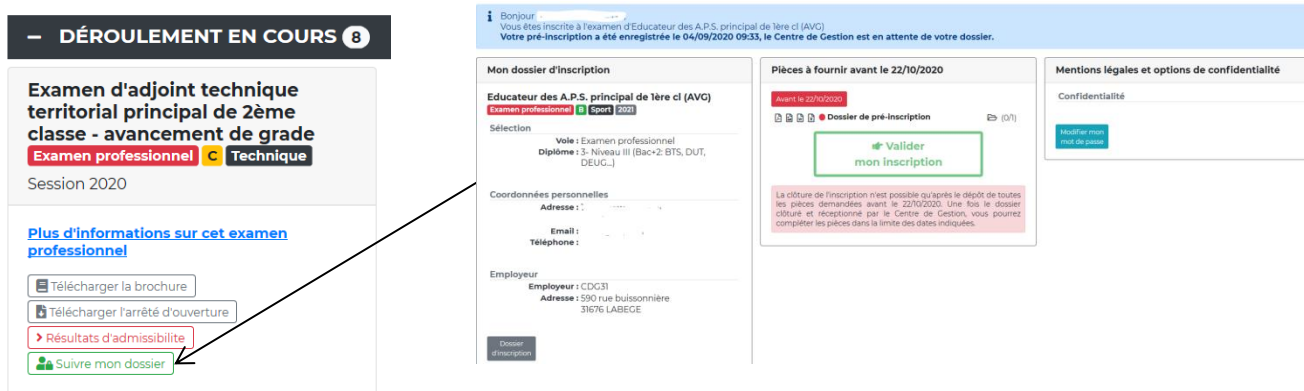 – DÉROULEMENT EN COURS 8
Examen d'adjoint technique
territorial principal de 2ème
classe - avancement de grade
Examen professionnel C Technique
Session 2020
Plus d'informations sur cet examen
professionnel
Télécharger la brochure
Télécharger l'arrêté d'ouverture
Résultats d'admissibilite
Suivre mon dossier
Bonjour
Vous êtes inscrite à l'examen d'Educateur des A.P.S. principal de 1ère cl (AVG)
Votre pré-inscription a été enregistrée le 04/09/2020 09:33, le Centre de Gestion est en attente de votre dossier.
Mon dossier d'inscription
Educateur des A.P.S. principal de 1ère cl (AVG)
Examen professionnel B Sport 2021
Sélection
Voie : Examen professionnel
Diplôme : 3- Niveau III (Bac+2: BTS, DUT,
DEUG...)
Coordonnées personnelles
Adresse :
Email :
Téléphone :
Employeur
Employeur : CDG31
Adresse : 590 rue buissonnière
31676 LABEGE
Dossier
d'inscription
Pièces à fournir avant le 22/10/2020
Avant le 22/10/2020
Dossier de pré-inscription (0/1)
Valider
mon inscription
La clôture de l'inscription n'est possible qu'après le dépôt de toutes
les pièces demandées avant le 22/10/2020. Une fois le dossier
clôturé et réceptionné par le Centre de Gestion, vous pourrez
compléter les pièces dans la limite des dates indiquées.
Mentions légales et options de confidentialité
Confidentialité
Modifier mon
mot de passe